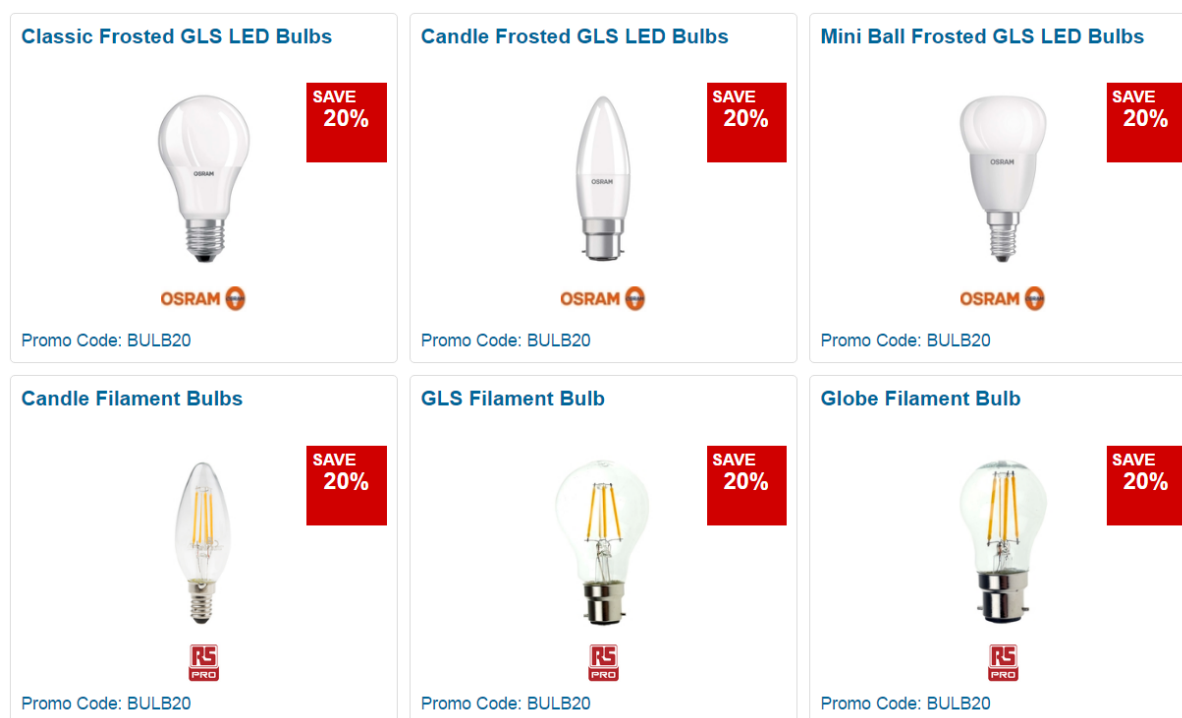 Classic Frosted GLS LED Bulbs
SAVE
20%
OSRAM
OSRAM
Promo Code: BULB20
Candle Frosted GLS LED Bulbs
SAVE
20%
OSRAM
OSRAM
Promo Code: BULB20
Mini Ball Frosted GLS LED Bulbs
SAVE
20%
OSRAM
OSRAM
Promo Code: BULB20
Candle Filament Bulbs
SAVE
20%
RS
PRO
Promo Code: BULB20
GLS Filament Bulb
SAVE
20%
RS
PRO
Promo Code: BULB20
Globe Filament Bulb
SAVE
20%
RS
PRO
Promo Code: BULB20